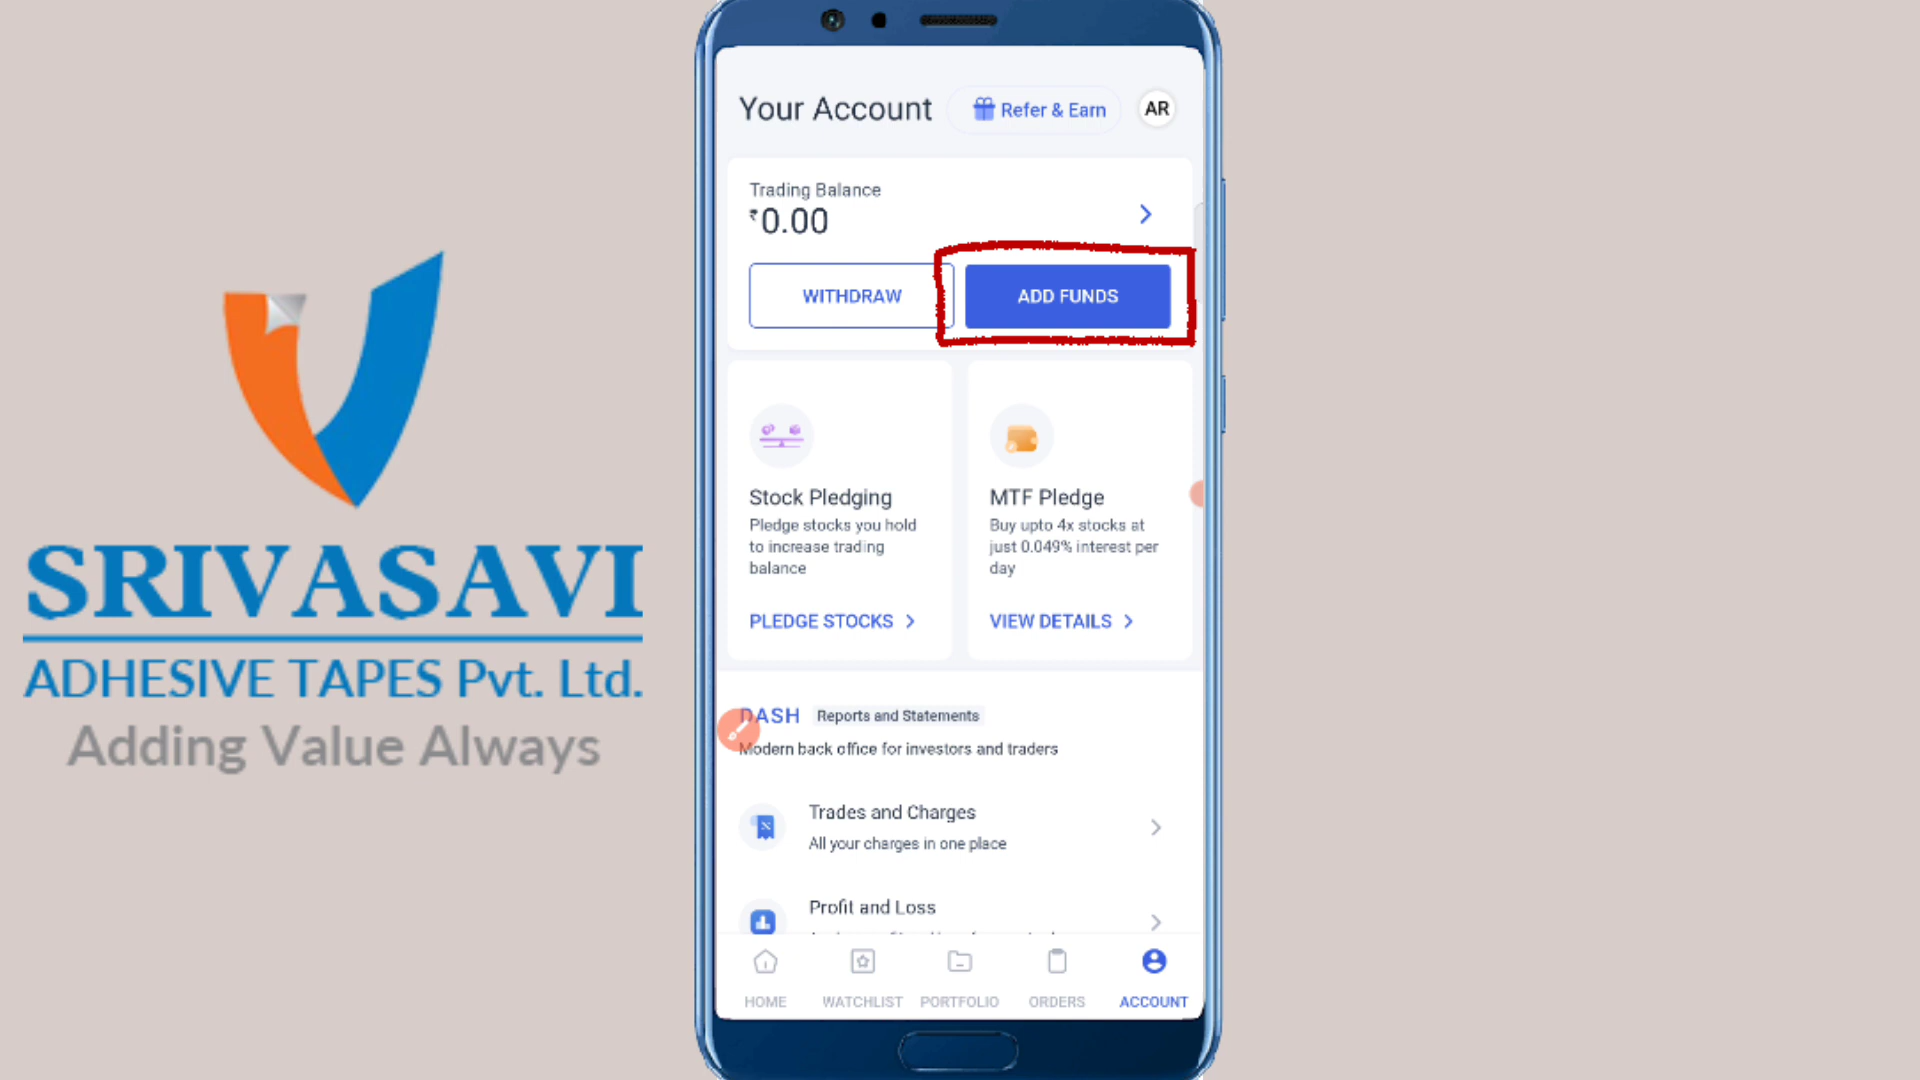 SRIVASAVI
ADHESIVE TAPES Pvt. Ltd.
Adding Value Always
Your Account
Refer & Earn
AR
Trading Balance
₹0.00
WITHDRAW
ADD FUNDS
Stock Pledging
Pledge stocks you hold
to increase trading
balance
PLEDGE STOCKS
MTF Pledge
Buy upto 4x stocks at
just 0.049% interest per
day
VIEW DETAILS
DASH Reports and Statements
Modern back office for investors and traders
Trades and Charges
All your charges in one place
Profit and Loss
HOME
WATCHLIST
PORTFOLIO
ORDERS
ACCOUNT